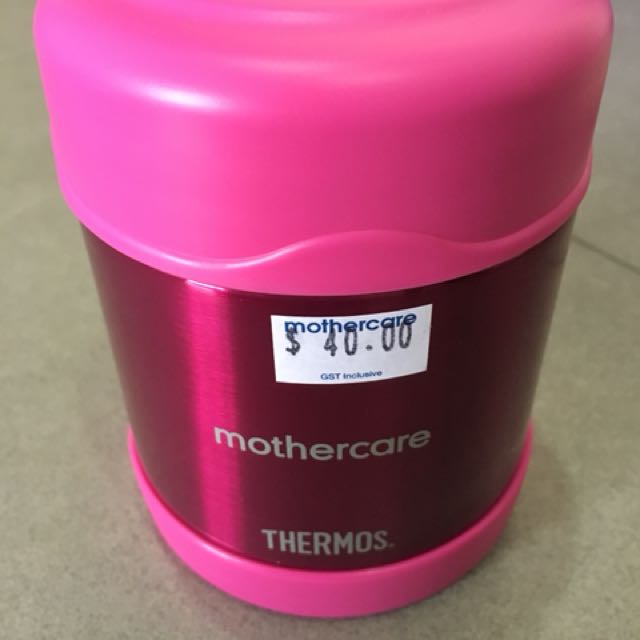 mothercare
$ 40.00
GST Inclusive
mothercare
THERMOS.